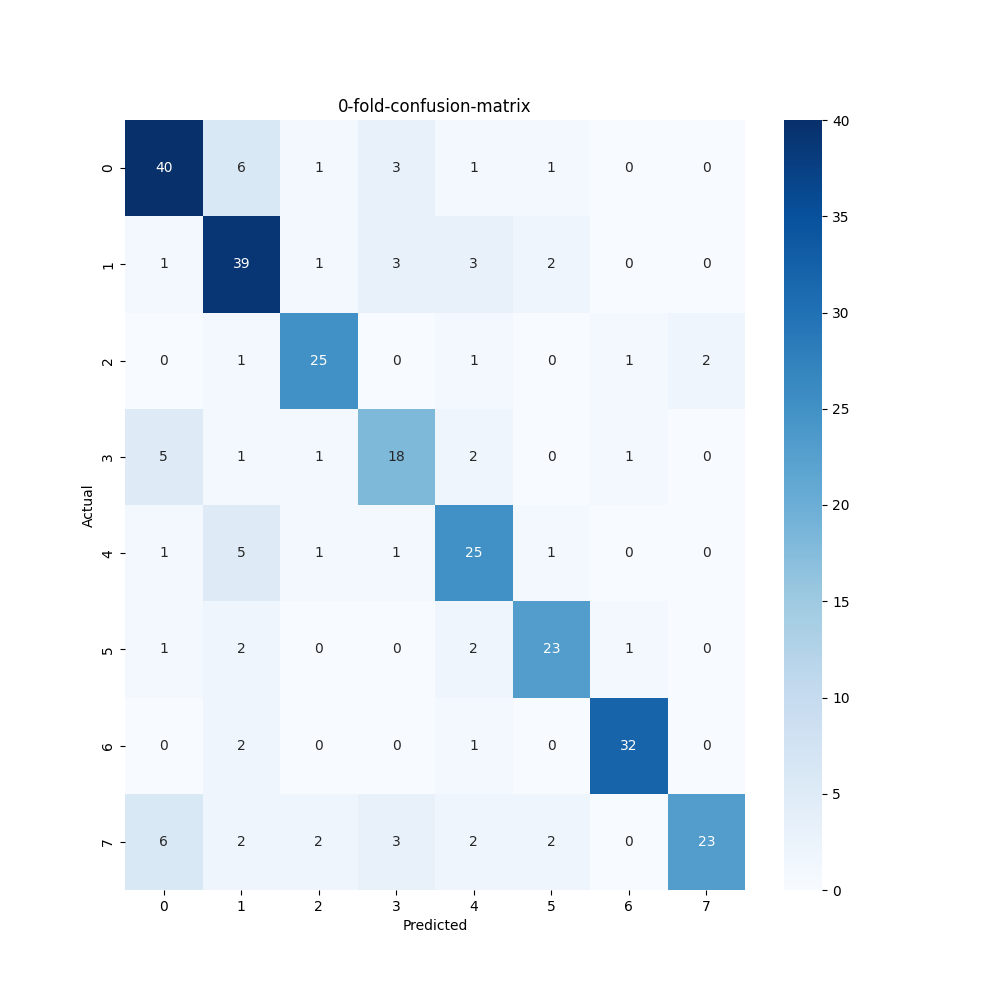 0-fold-confusion-matrix
0 40 6 1 3 1 1 0 0
1 1 39 1 3 3 2 0 0
2 0 1 25 0 1 0 1 2
3 5 1 1 18 2 0 1 0
4 1 5 1 1 25 1 0 0
5 1 2 0 0 2 23 1 0
6 0 2 0 0 1 0 32 0
7 6 2 2 3 2 2 0 23
0 1 2 3 4 5 6 7
Predicted
Actual
40
35
30
25
20
15
10
5
0